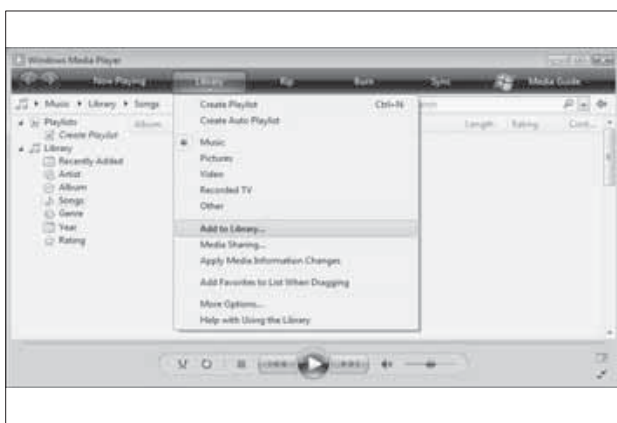 Windows Media Player
Now Playing Library Rip Burn Sync Media Guide
Music Library Songs
Playlists
Create Playlist
Library
Recently Added
Artist
Album
Songs
Genre
Year
Rating
Album Length Rating
Create Playlist Ctrl+N
Create Auto Playlist
Music
Pictures
Video
Recorded TV
Other
Add to Library...
Media Sharing...
Apply Media Information Changes
Add Favorites to List When Dragging
More Options...
Help with Using the Library